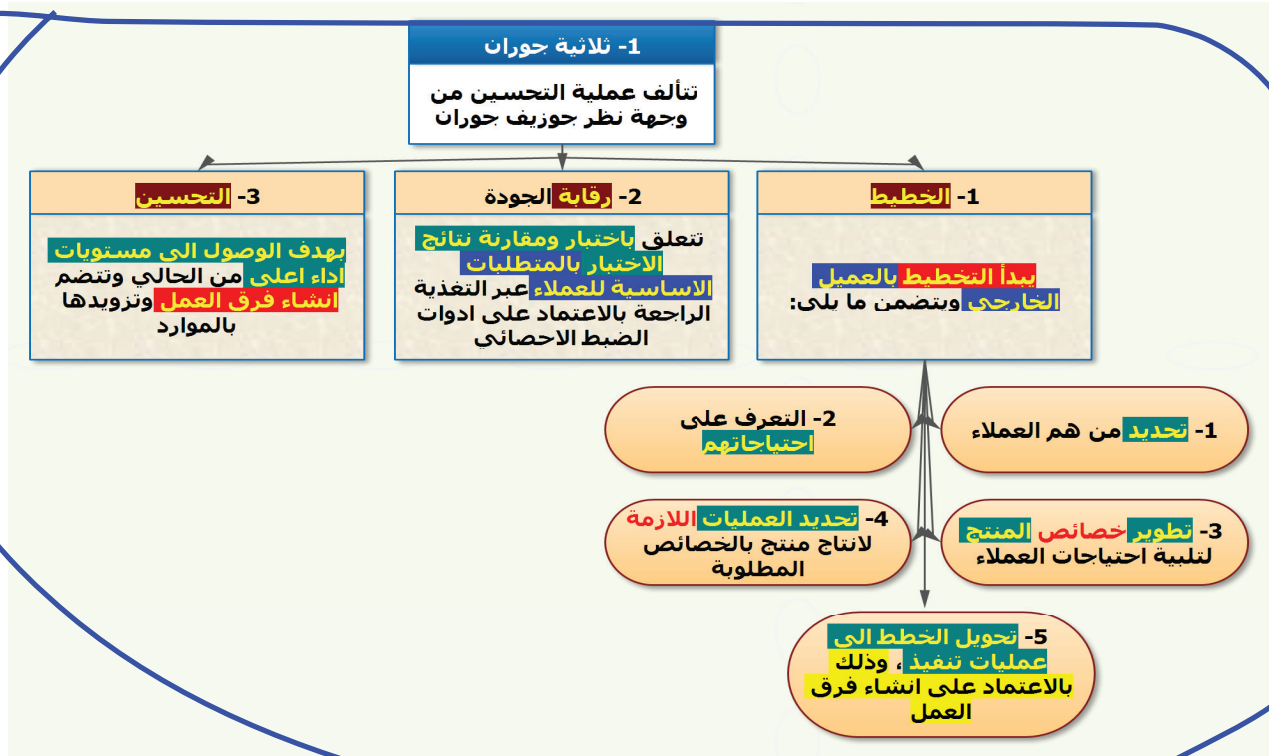 1- ثلاثية جوران
تتألف عملية التحسين من
وجهة نظر جوزيف جوران
1- الخطيط
يبدأ التخطيط بالعميل
الخارجي ويتضمن ما يلي:
2- رقابة الجودة
تتعلق باختبار ومقارنة نتائج
الاختبار بالمتطلبات
الاساسية للعملاء عبر التغذية
الراجعة بالاعتماد على ادوات
الضبط الاحصائي
3- التحسين
بهدف الوصول الى مستويات
اداء اعلى من الحالي وتتضم
انشاء فرق العمل وتزويدها
بالموارد
1- تحديد من هم العملاء
2- التعرف على
احتياجاتهم
3- تطوير خصائص المنتج
لتلبية احتياجات العملاء
4- تحديد العمليات اللازمة
لانتاج منتج بالخصائص
المطلوبة
5- تحويل الخطط الى
عمليات تنفيذ، وذلك
بالاعتماد على انشاء فرق
العمل